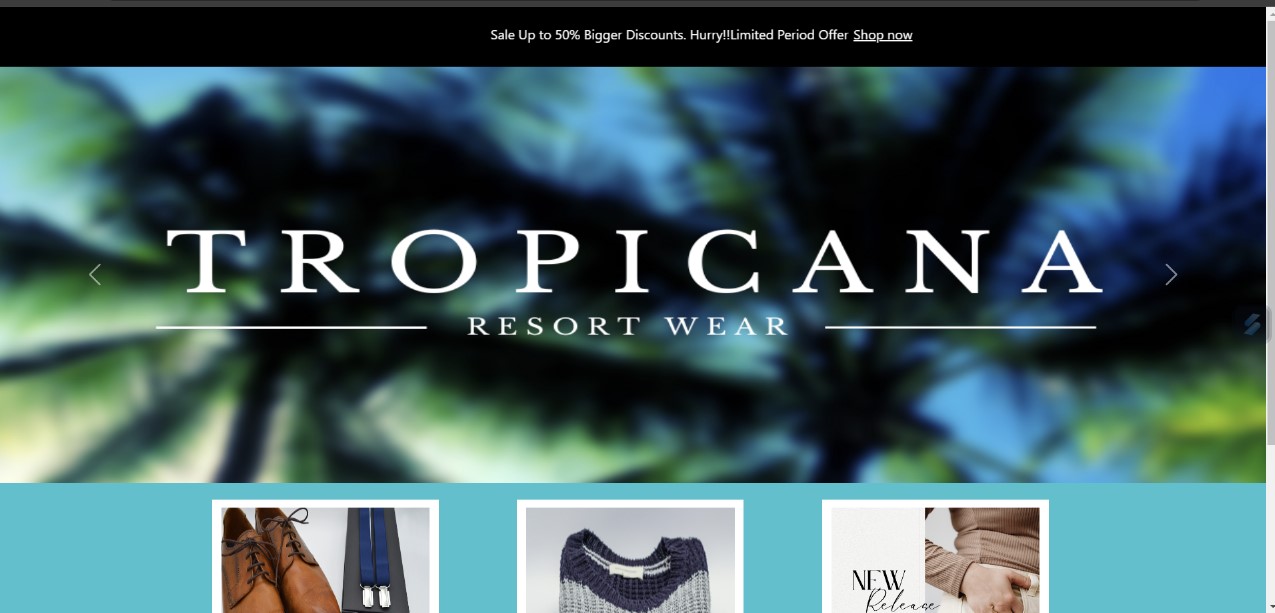 Sale Up to 50% Bigger Discounts. Hurry!!Limited Period Offer Shop now
TROPICANA
RESORT WEAR
NEW
Release